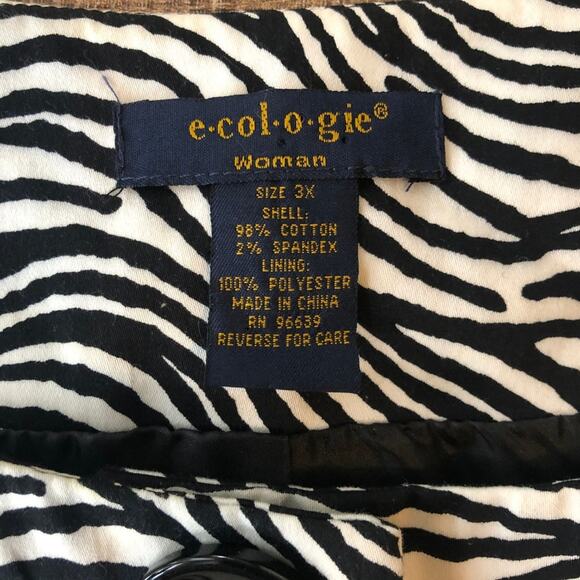 e·col·o·gie®
Woman
SIZE 3X
SHELL:
98% COTTON
2% SPANDEX
LINING:
100% POLYESTER
MADE IN CHINA
RN 96639
REVERSE FOR CARE